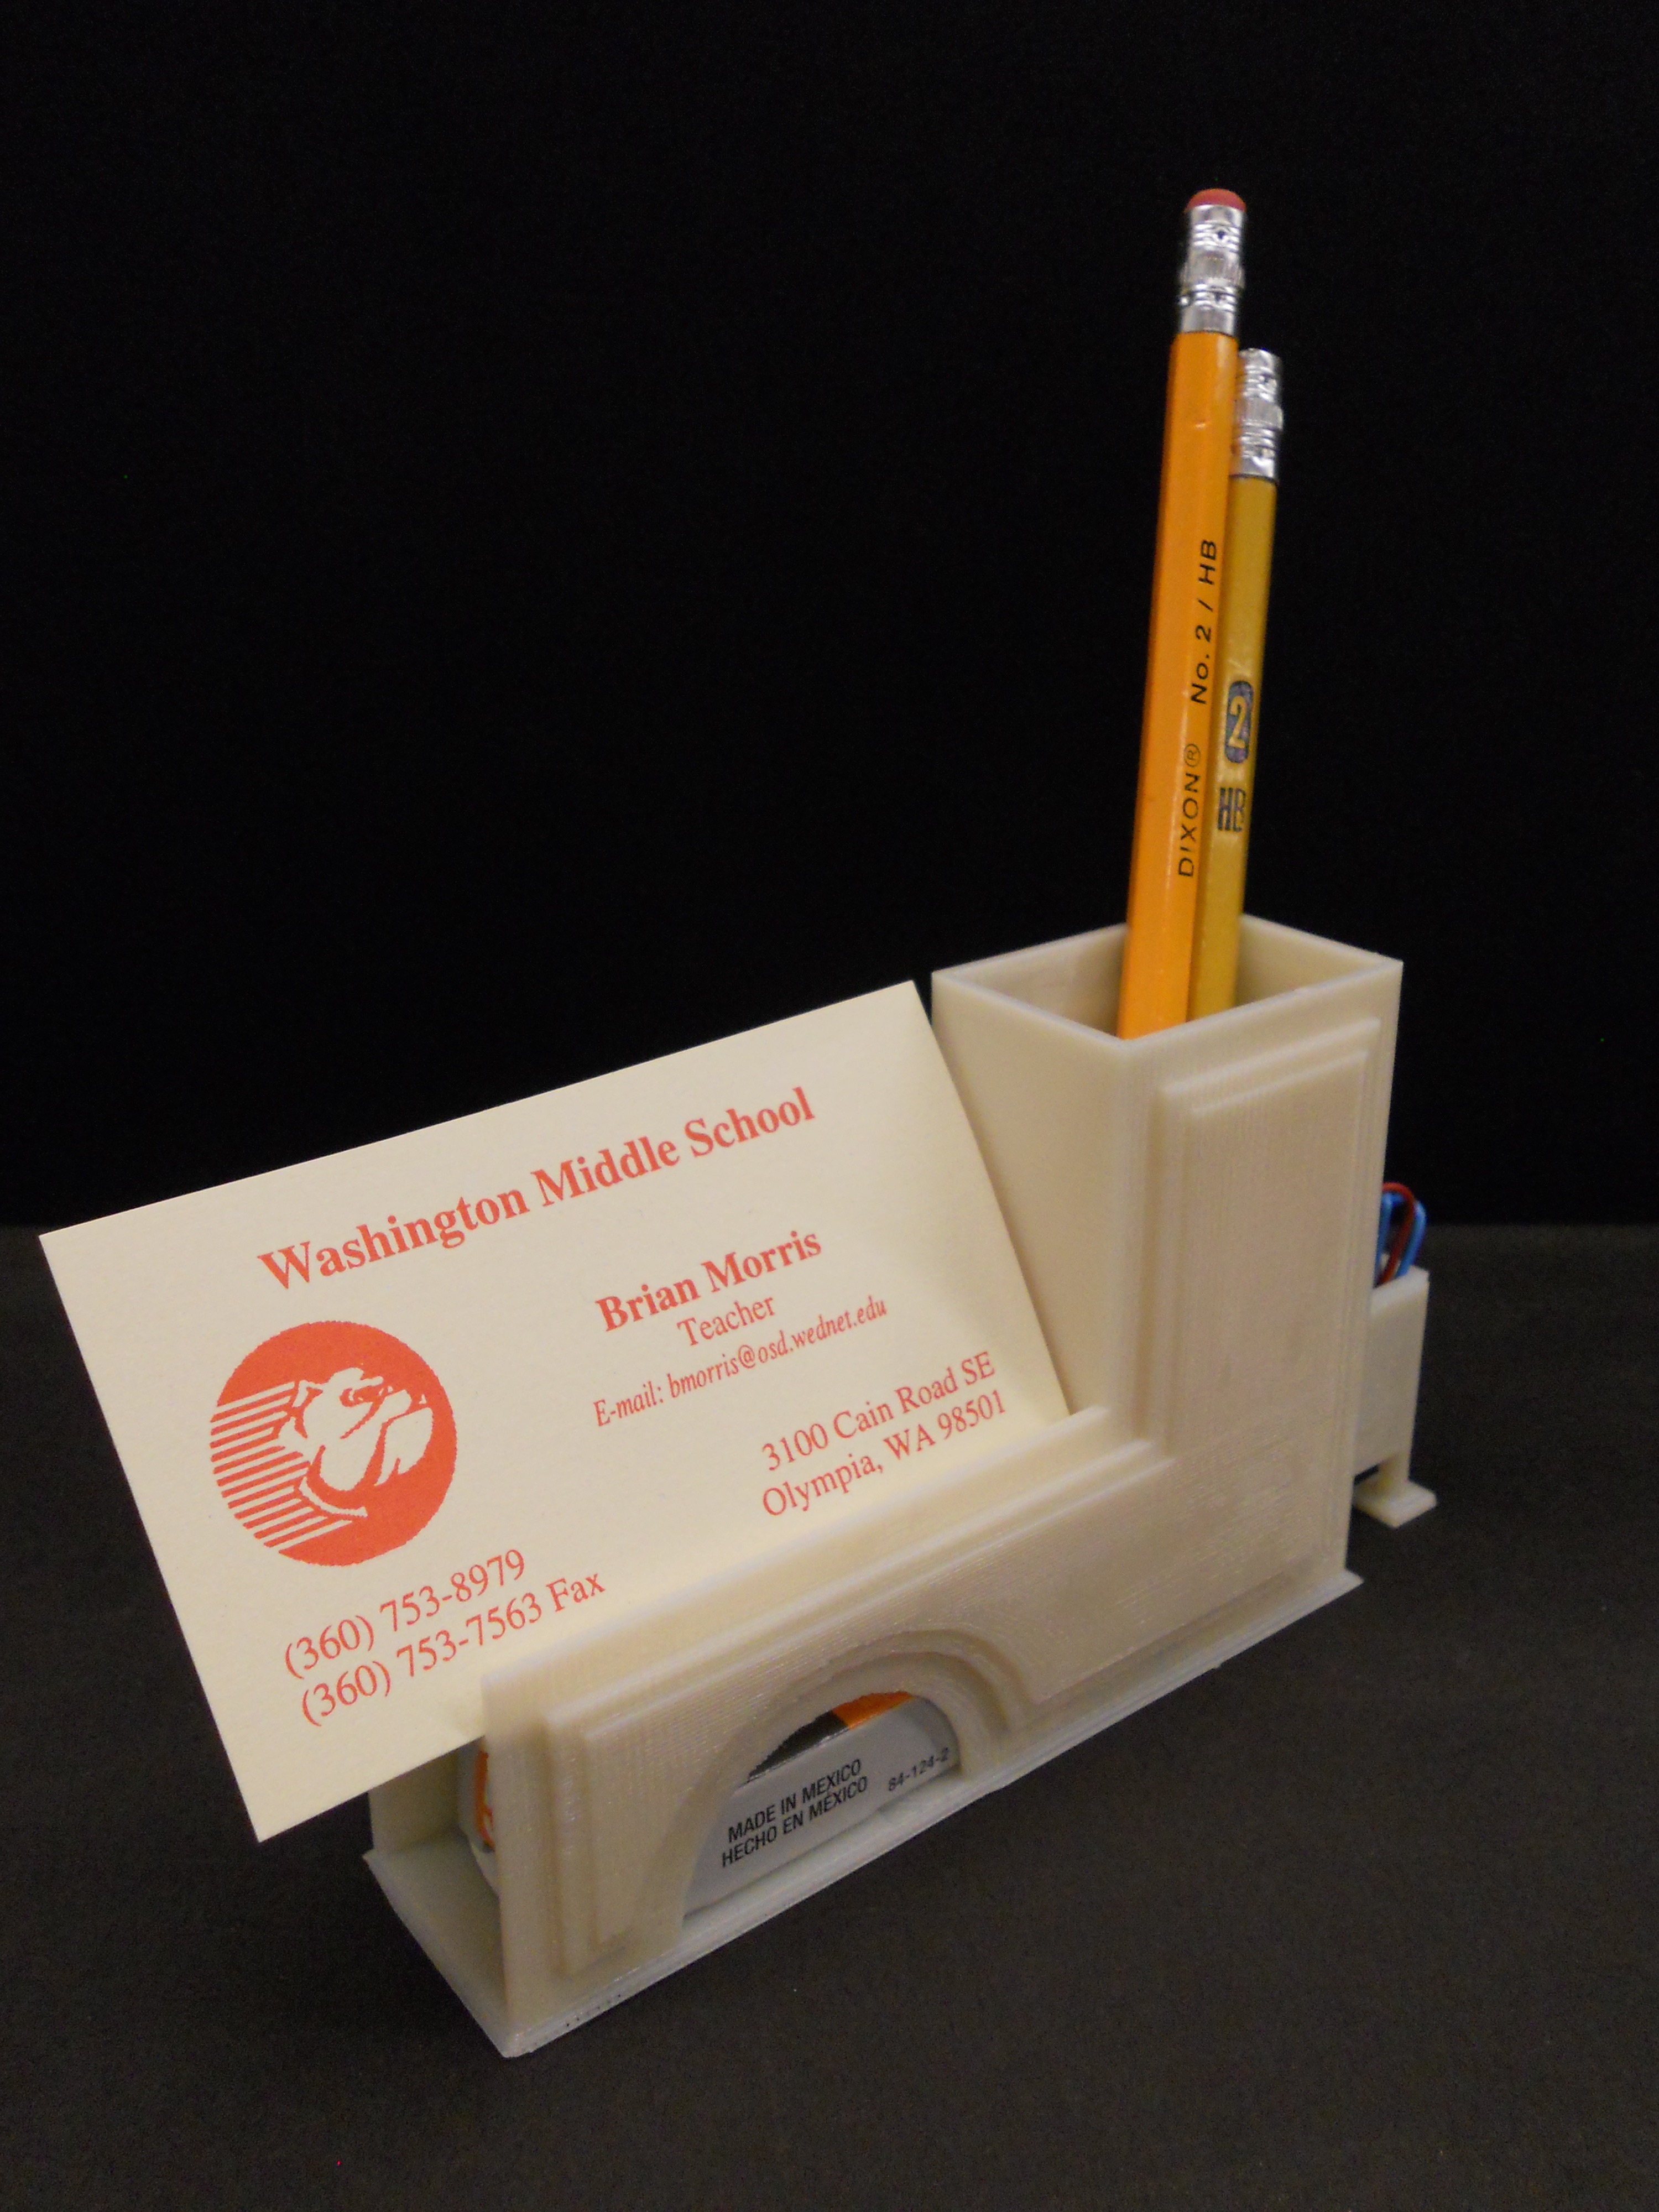 DIXON® No. 2 / HB
2
HB
Washington Middle School
Brian Morris
Teacher
E-mail: bmorris@osd.wednet.edu
3100 Cain Road SE
Olympia, WA 98501
(360) 753-8979
(360) 753-7563 Fax
MADE IN MEXICO
HECHO EN MÉXICO
84-124-2